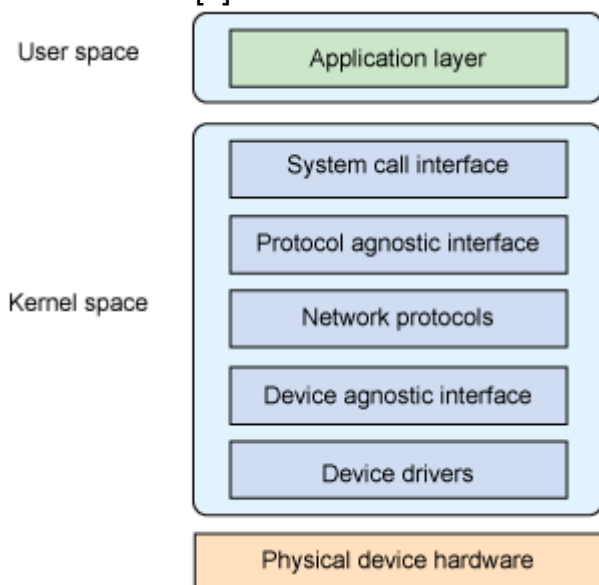 User space
Application layer
System call interface
Protocol agnostic interface
Kernel space
Network protocols
Device agnostic interface
Device drivers
Physical device hardware